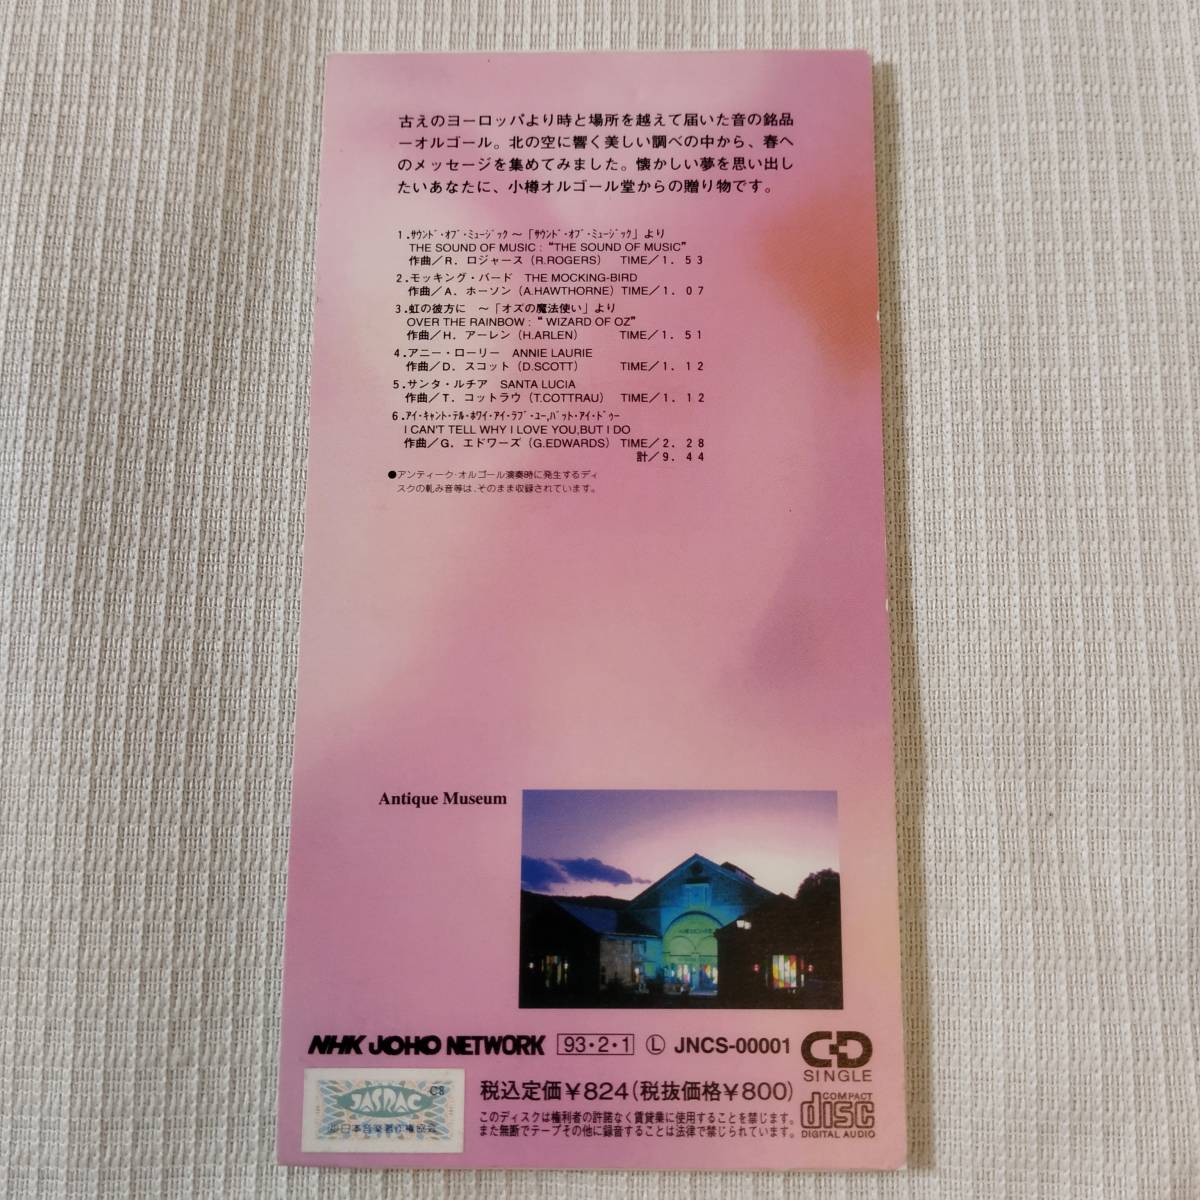 古えのヨーロッパより時と場所を越えて届いた音の銘品
ーオルゴール。北の空に響く美しい調べの中から、春へ
のメッセージを集めてみました。懐かしい夢を思い出し
たいあなたに、小樽オルゴール堂からの贈り物です。
1.ｻｳﾝﾄﾞ･ｵﾌﾞ･ﾐｭｰｼﾞｯｸ～「ｻｳﾝﾄﾞ･ｵﾌﾞ･ﾐｭｰｼﾞｯｸ」より
THE SOUND OF MUSIC : “THE SOUND OF MUSIC”
作曲／R．ロジャース（R.ROGERS） TIME／1．53
2.モッキング・バード THE MOCKING-BIRD
作曲／A．ホーソン（A.HAWTHORNE）TIME／1．07
3.虹の彼方に ～「オズの魔法使い」より
OVER THE RAINBOW : “ WIZARD OF OZ”
作曲／H．アーレン（H.ARLEN） TIME／1．51
4.アニー・ローリー ANNIE LAURIE
作曲／D．スコット（D.SCOTT） TIME／1．12
5.サンタ・ルチア SANTA LUCIA
作曲／T．コットラウ（T.COTTRAU）TIME／1．12
6.ｱｲ･ｷｬﾝﾄ･ﾃﾙ･ﾎﾜｲ･ｱｲ･ﾗﾌﾞ･ﾕｰ,ﾊﾞｯﾄ･ｱｲ･ﾄﾞｩｰ
I CAN'T TELL WHY I LOVE YOU,BUT I DO
作曲／G．エドワーズ（G.EDWARDS）TIME／2．28
計／9．44
●アンティーク･オルゴール演奏時に発生するディ
スクの軋み音等は､そのまま収録されています。
Antique Museum
NHK JOHO NETWORK 93・2・1 Ⓛ JNCS-00001
CD
SINGLE
税込定価￥824(税抜価格￥800)
COMPACT
disc
DIGITAL AUDIO
このディスクは権利者の許諾なく賃貸業に使用することを禁じます。
また無断でテープその他に録音することは法律で禁じられています。
C8
JASRAC
日本音楽著作権協会